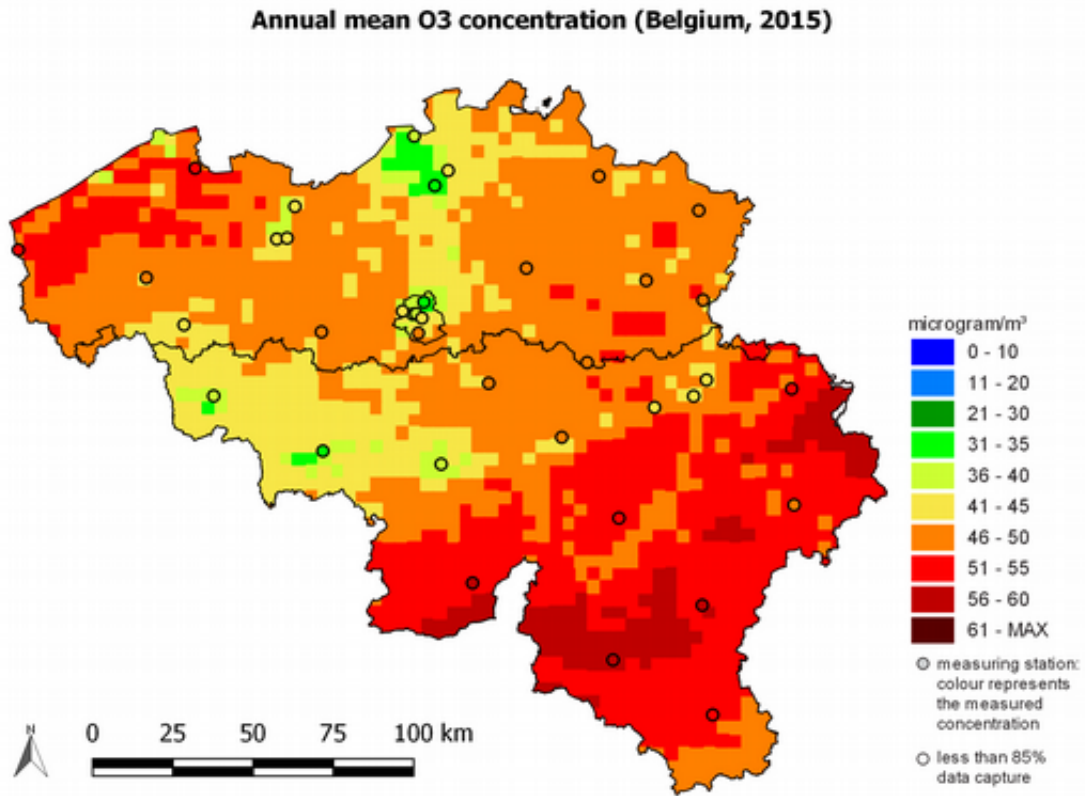 Annual mean O3 concentration (Belgium, 2015)
microgram/m³
0 - 10
11 - 20
21 - 30
31 - 35
36 - 40
41 - 45
46 - 50
51 - 55
56 - 60
61 - MAX
measuring station:
colour represents
the measured
concentration
less than 85%
data capture
N
0 25 50 75 100 km